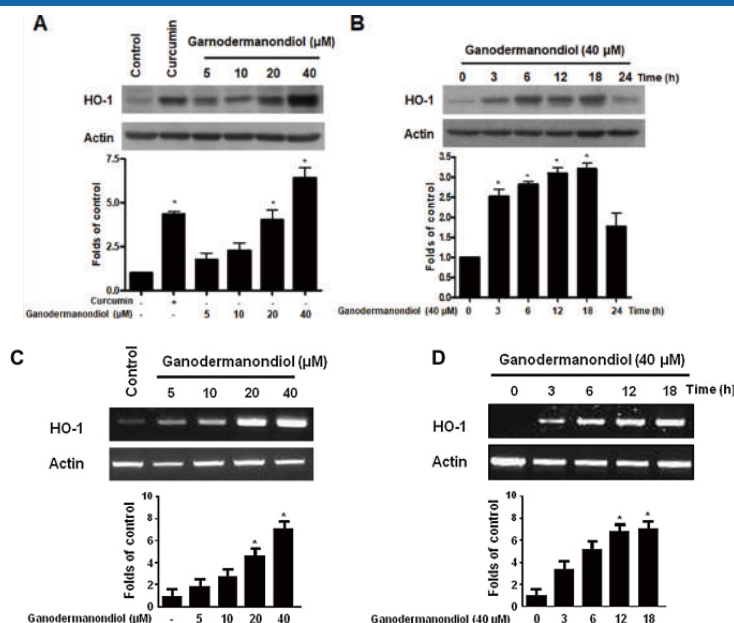 A
Control
Curcumin
Garnodermanondiol (µM)
5 10 20 40
HO-1
Actin
Folds of control
7.5
5.0
2.5
0.0
* * *
Curcumin - + - - - -
Ganodermanondiol (µM) - - 5 10 20 40
B
Ganodermanondiol (40 µM)
0 3 6 12 18 24 Time (h)
HO-1
Actin
Folds of control
3.5
3.0
2.5
2.0
1.5
1.0
0.5
0.0
* * * *
Ganodermanondiol (40 µM) 0 3 6 12 18 24 Time (h)
C
Control
Ganodermanondiol (µM)
5 10 20 40
HO-1
Actin
Folds of control
10
8
6
4
2
0
* *
Ganodermanondiol (µM) - 5 10 20 40
D
Ganodermanondiol (40 µM)
0 3 6 12 18 Time (h)
HO-1
Actin
Folds of control
10
8
6
4
2
0
* *
Ganodermanondiol (40 µM) 0 3 6 12 18